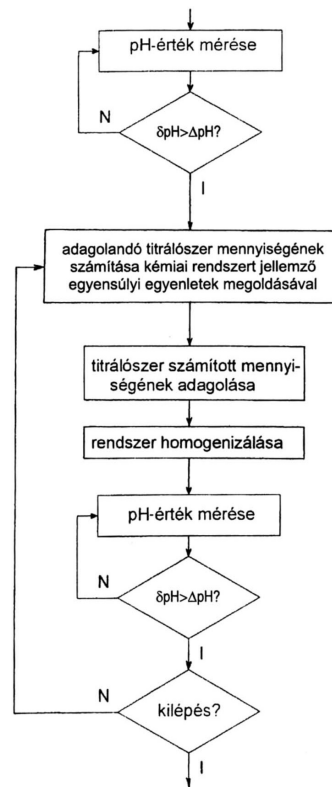 pH-érték mérése
N
δpH>ΔpH?
I
adagolandó titrálószer mennyiségének
számítása kémiai rendszert jellemző
egyensúlyi egyenletek megoldásával
titrálószer számított mennyi-
ségének adagolása
rendszer homogenizálása
pH-érték mérése
N
δpH>ΔpH?
I
N
kilépés?
I